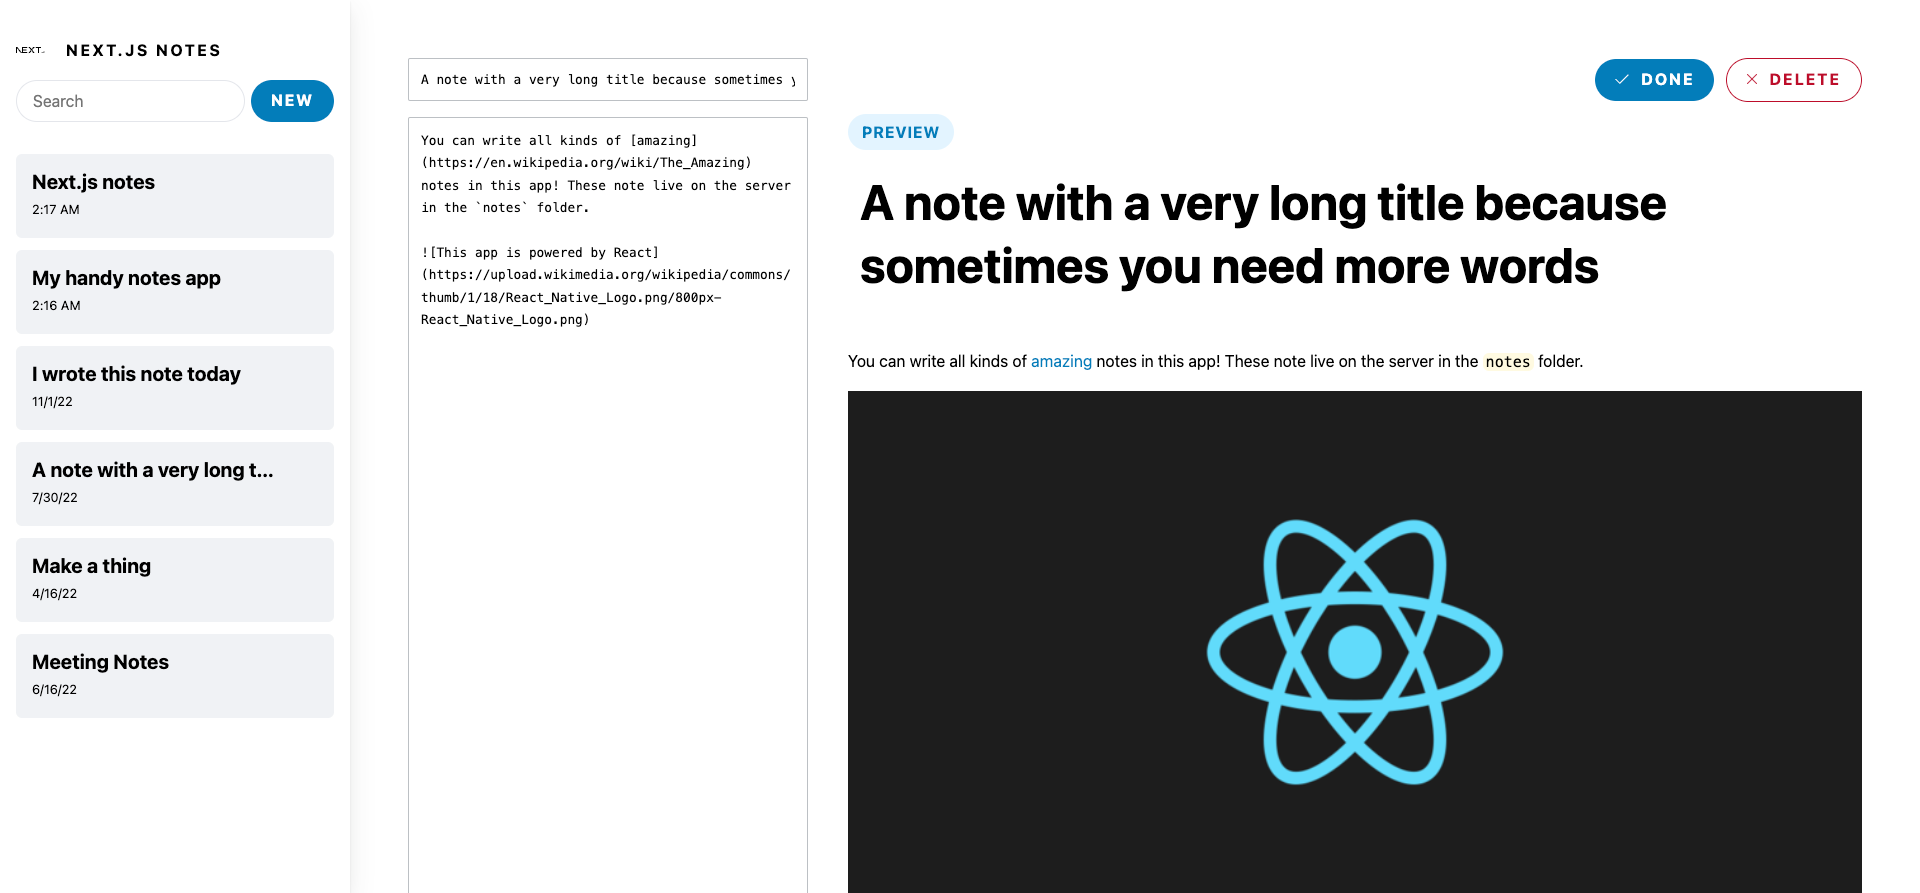 NEXT.JS NOTES
Search
NEW
Next.js notes
2:17 AM
My handy notes app
2:16 AM
I wrote this note today
11/1/22
A note with a very long t...
7/30/22
Make a thing
4/16/22
Meeting Notes
6/16/22
A note with a very long title because sometimes y
You can write all kinds of [amazing]
(https://en.wikipedia.org/wiki/The_Amazing)
notes in this app! These note live on the server
in the `notes` folder.
![This app is powered by React]
(https://upload.wikimedia.org/wikipedia/commons/
thumb/1/18/React_Native_Logo.png/800px-
React_Native_Logo.png)
DONE
DELETE
PREVIEW
A note with a very long title because
sometimes you need more words
You can write all kinds of amazing notes in this app! These note live on the server in the notes folder.